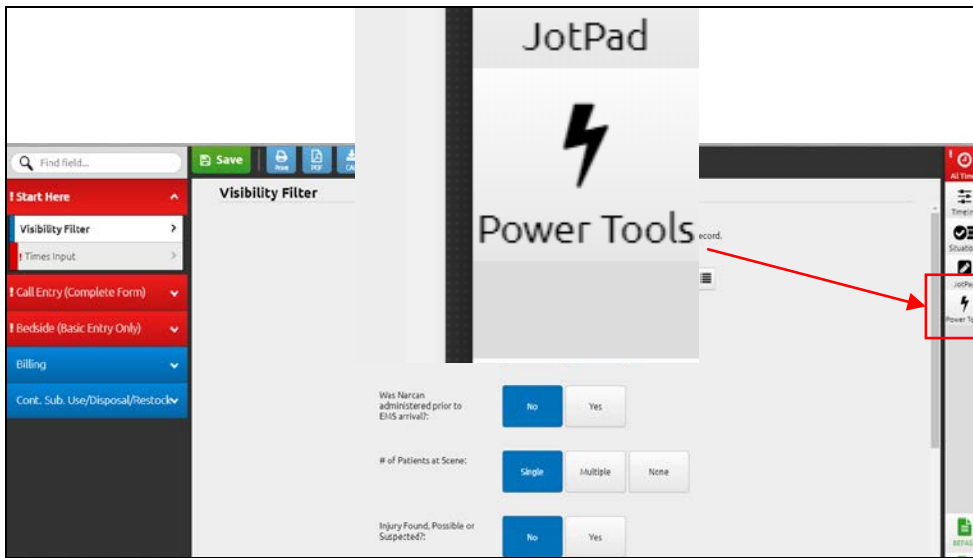 JotPad
Power Tools
Find field...
Save
Print
PDF
! Start Here
Visibility Filter
! Times Input
! Call Entry (Complete Form)
! Bedside (Basic Entry Only)
Billing
Cont. Sub. Use/Disposal/Restock
Visibility Filter
ecord.
Was Narcan
administered prior to
EMS arrival?:
No
Yes
# of Patients at Scene:
Single
Multiple
None
Injury Found, Possible or
Suspected?:
No
Yes
!
All Time
Timelin
Situatio
JotPad
Power To